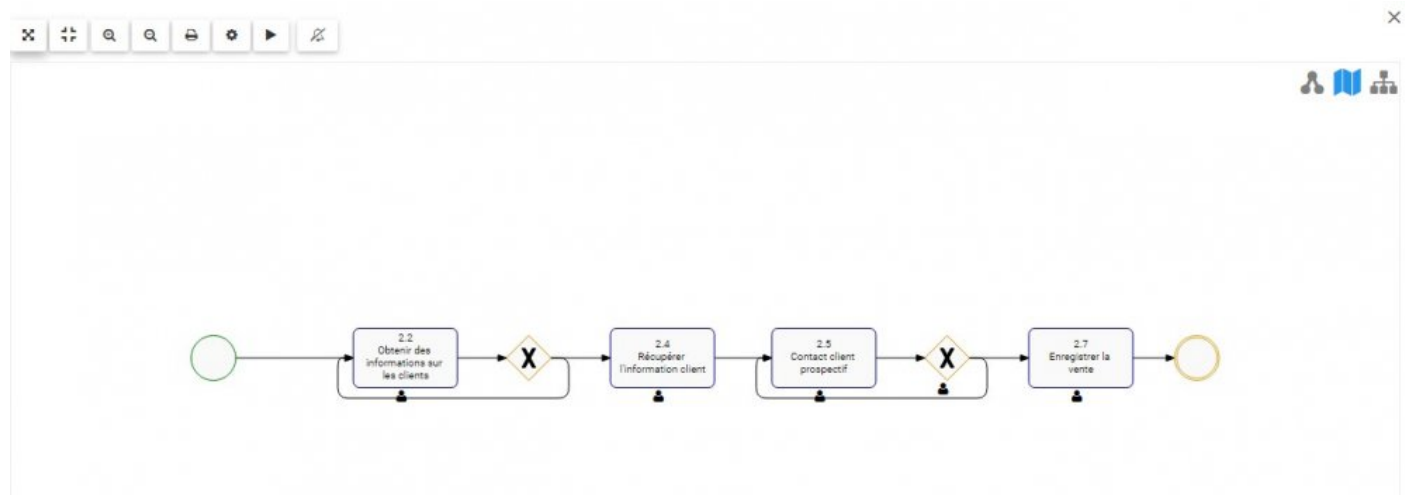 2.2
Obtenir des
informations sur
les clients
X
2.4
Récupérer
l'information client
2.5
Contact client
prospectif
X
2.7
Enregistrer la
vente